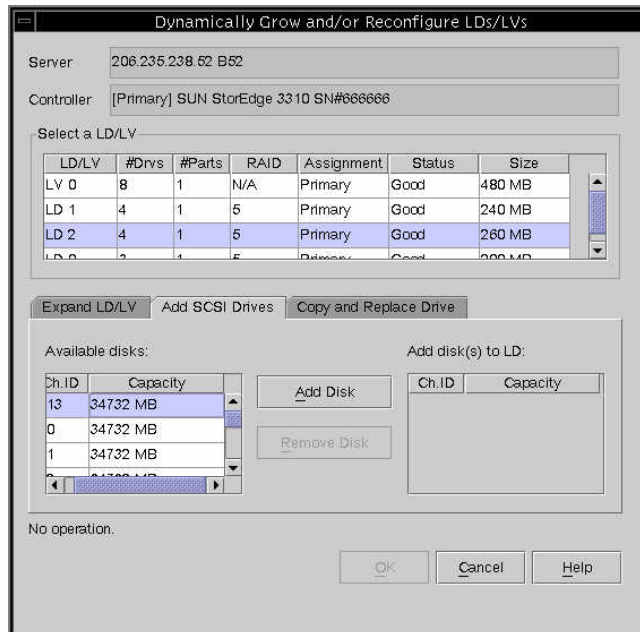 Dynamically Grow and/or Reconfigure LDs/LVs
Server 206.235.238.52 B52
Controller [Primary] SUN StorEdge 3310 SN#666666
Select a LD/LV
LD/LV #Drvs #Parts RAID Assignment Status Size
LV 0 8 1 N/A Primary Good 480 MB
LD 1 4 1 5 Primary Good 240 MB
LD 2 4 1 5 Primary Good 260 MB
Expand LD/LV Add SCSI Drives Copy and Replace Drive
Available disks:
Ch.ID Capacity
13 34732 MB
0 34732 MB
1 34732 MB
Add Disk
Remove Disk
Add disk(s) to LD:
Ch.ID Capacity
No operation.
OK Cancel Help